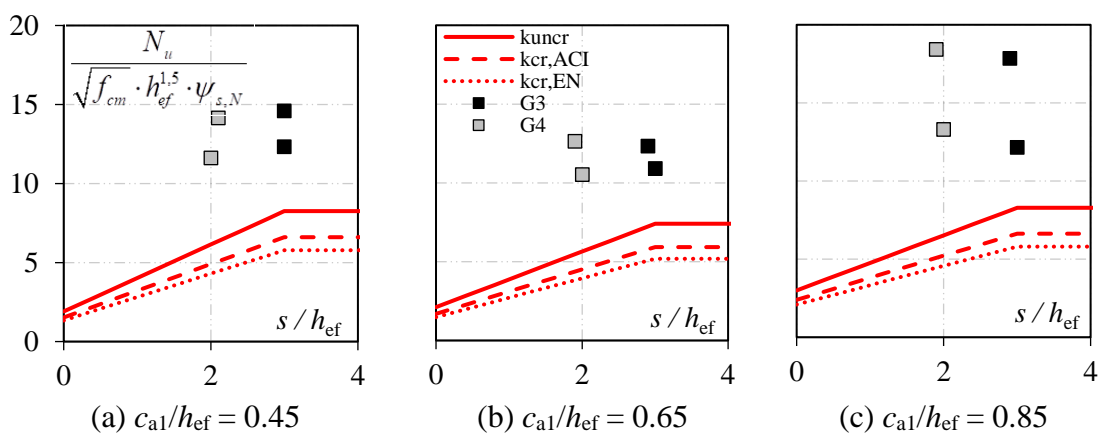 20
15
10
5
0
N_u
√f_cm · h_ef^1,5 · ψ_s,N
s / h_ef
0 2 4
(a) c_a1/h_ef = 0.45
kuncr
kcr,ACI
kcr,EN
G3
G4
s / h_ef
0 2 4
(b) c_a1/h_ef = 0.65
s / h_ef
0 2 4
(c) c_a1/h_ef = 0.85